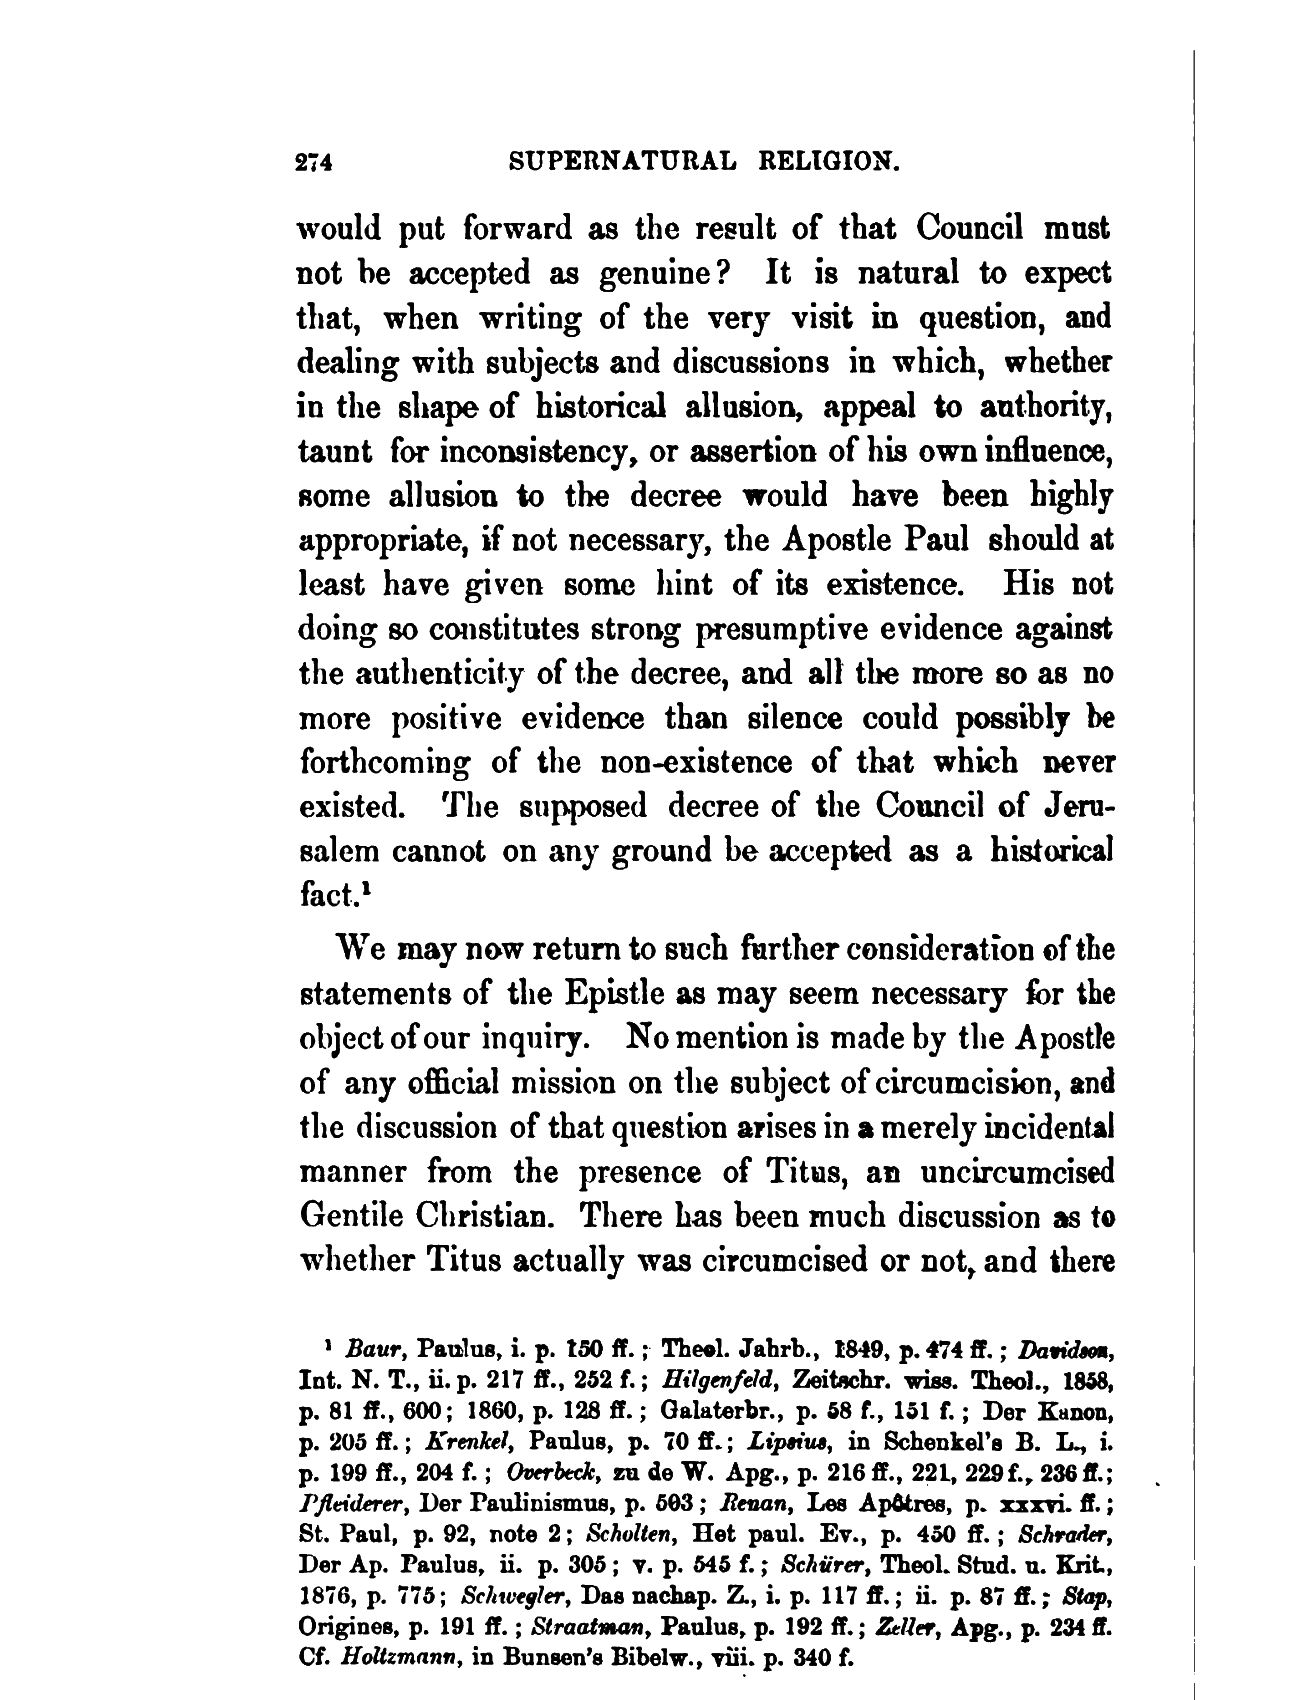 274 SUPERNATURAL RELIGION.
would put forward as the result of that Council must
not be accepted as genuine? It is natural to expect
that, when writing of the very visit in question, and
dealing with subjects and discussions in which, whether
in the shape of historical allusion, appeal to authority,
taunt for inconsistency, or assertion of his own influence,
some allusion to the decree would have been highly
appropriate, if not necessary, the Apostle Paul should at
least have given some hint of its existence. His not
doing so constitutes strong presumptive evidence against
the authenticity of the decree, and all the more so as no
more positive evidence than silence could possibly be
forthcoming of the non-existence of that which never
existed. The supposed decree of the Council of Jeru-
salem cannot on any ground be accepted as a historical
fact.¹
We may now return to such further consideration of the
statements of the Epistle as may seem necessary for the
object of our inquiry. No mention is made by the Apostle
of any official mission on the subject of circumcision, and
the discussion of that question arises in a merely incidental
manner from the presence of Titus, an uncircumcised
Gentile Christian. There has been much discussion as to
whether Titus actually was circumcised or not, and there
¹ Baur, Paulus, i. p. 150 ff. ; Theol. Jahrb., 1849, p. 474 ff. ; Davidson,
Int. N. T., ii. p. 217 ff., 252 f. ; Hilgenfeld, Zeitschr. wiss. Theol., 1858,
p. 81 ff., 600; 1860, p. 128 ff. ; Galaterbr., p. 58 f., 151 f. ; Der Kanon,
p. 205 ff. ; Krenkel, Paulus, p. 70 ff. ; Lipsius, in Schenkel's B. L., i.
p. 199 ff., 204 f. ; Overbeck, zu de W. Apg., p. 216 ff., 221, 229 f., 236 ff. ;
Pfleiderer, Der Paulinismus, p. 503 ; Renan, Les Apôtres, p. xxxvi. ff. ;
St. Paul, p. 92, note 2 ; Scholten, Het paul. Ev., p. 450 ff. ; Schrader,
Der Ap. Paulus, ii. p. 305 ; v. p. 545 f. ; Schürer, Theol. Stud. u. Krit.,
1876, p. 775 ; Schwegler, Das nachap. Z., i. p. 117 ff. ; ii. p. 87 ff. ; Stap,
Origines, p. 191 ff. ; Straatman, Paulus, p. 192 ff. ; Zeller, Apg., p. 234 ff.
Cf. Holtzmann, in Bunsen's Bibelw., viii. p. 340 f.